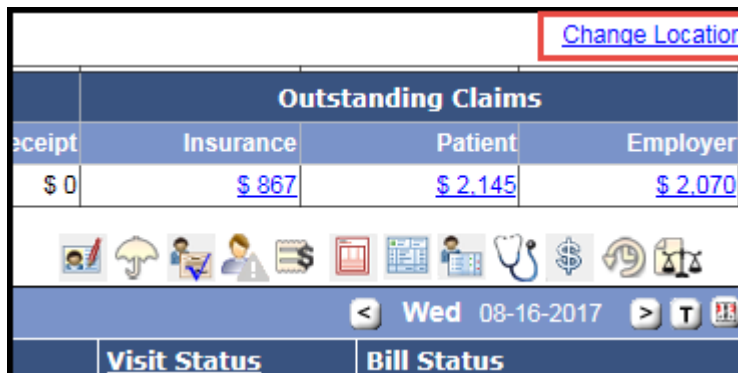 Change Location
Outstanding Claims
eceipt Insurance Patient Employer
$ 0 $ 867 $ 2,145 $ 2,070
< Wed 08-16-2017 > T
Visit Status Bill Status